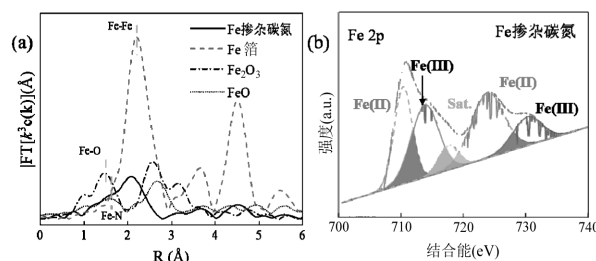 (a)
Fe-Fe
Fe掺杂碳氮
Fe 箔
Fe₂O₃
FeO
|FT[k³c(k)](Å)
Fe-O
Fe-N
0 1 2 3 4 5 6
R (Å)
(b)
Fe 2p
Fe掺杂碳氮
Fe(II)
Fe(III)
Sat.
Fe(II)
Fe(III)
强度(a.u.)
700 710 720 730 740
结合能(eV)